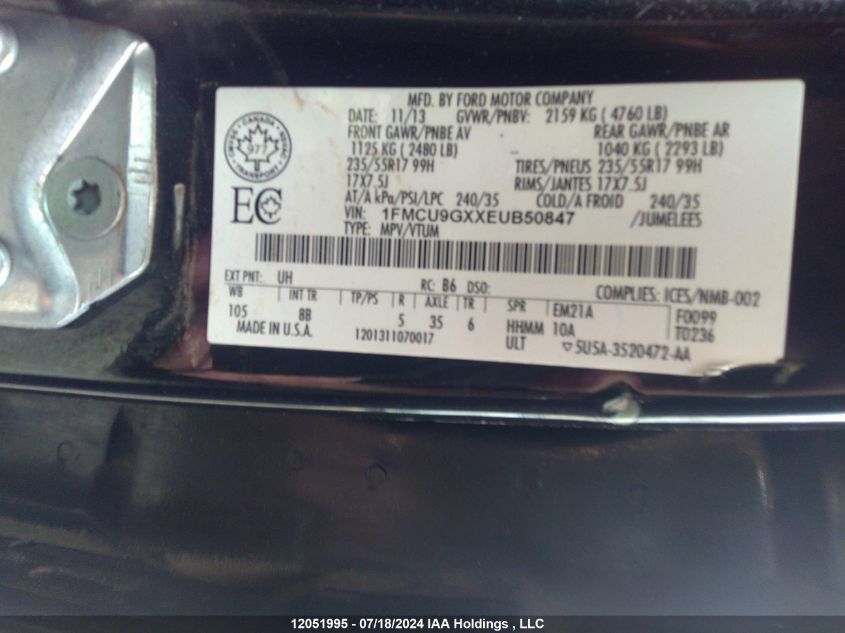 MFD. BY FORD MOTOR COMPANY
DATE: 11/13 GVWR/PNBV: 2159 KG ( 4760 LB)
FRONT GAWR/PNBE AV REAR GAWR/PNBE AR
1125 KG ( 2480 LB) 1040 KG ( 2293 LB)
235/55R17 99H TIRES/PNEUS 235/55R17 99H
17X7.5J RIMS/JANTES 17X7.5J
AT/A kPa/PSI/LPC 240/35 COLD/A FROID 240/35
VIN: 1FMCU9GXXEUB50847 /JUMELEES
TYPE: MPV/VTUM
CANADA
977
TRANSPORT
EC
EXT PNT: UH RC: B6 DSO: COMPLIES: ICES/NMB-002
WB INT TR TP/PS R AXLE TR SPR EM21A F0099
105 8B 5 35 6 HHMM 10A T0236
MADE IN U.S.A. 1201311070017 ULT ▽5U5A-3520472-AA
12051995 - 07/18/2024 IAA Holdings , LLC